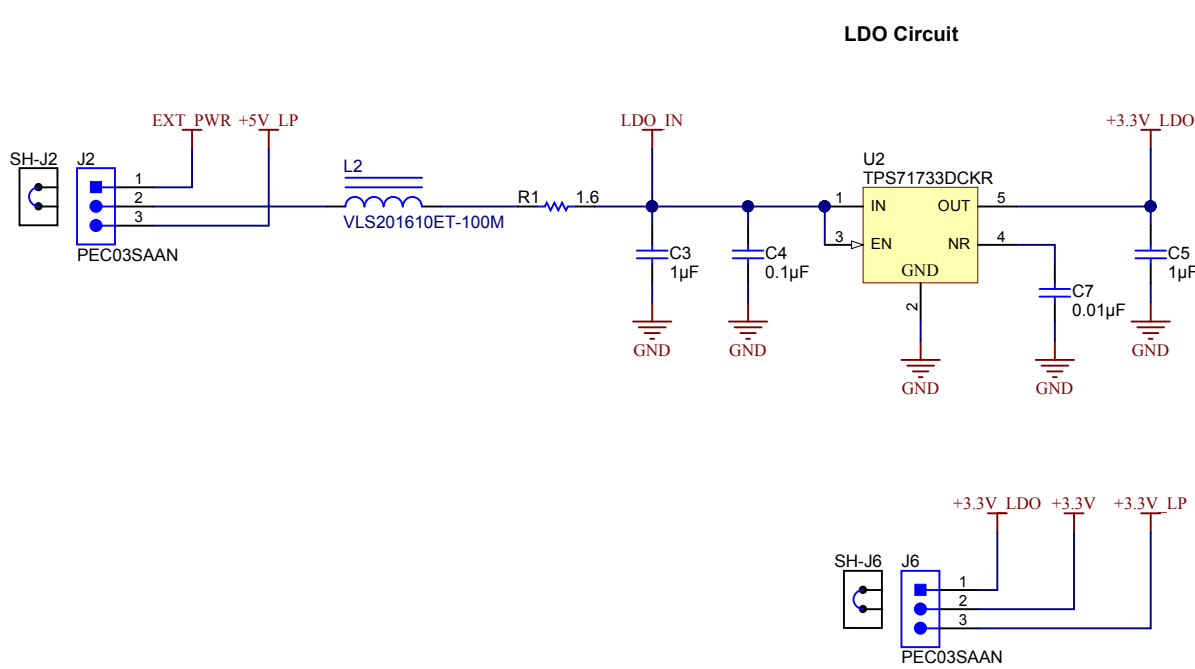 LDO Circuit
EXT_PWR +5V_LP
LDO_IN
+3.3V_LDO
SH-J2
J2
L2
U2
TPS71733DCKR
1
2
3
R1
1.6
1
IN
OUT
5
VLS201610ET-100M
3
EN
NR
4
PEC03SAAN
C3
1µF
C4
0.1µF
GND
2
C7
0.01µF
C5
1µF
GND
GND
GND
GND
GND
+3.3V_LDO
+3.3V
+3.3V_LP
SH-J6
J6
1
2
3
PEC03SAAN